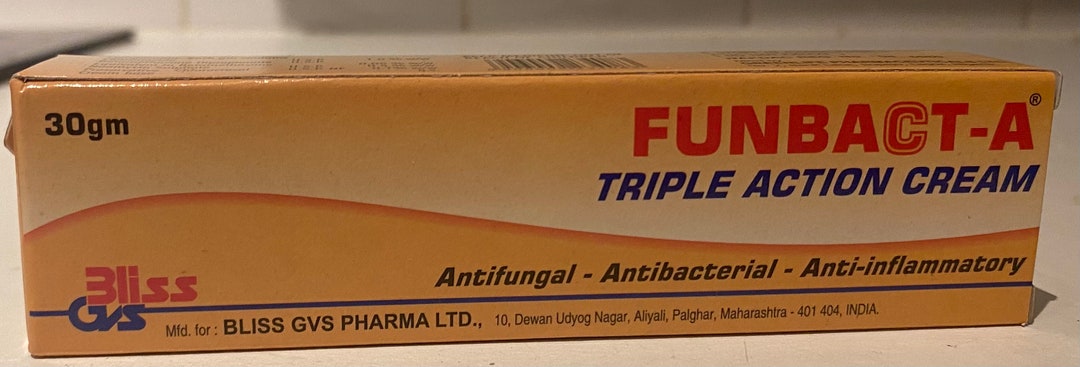 30gm
FUNBACT-A®
TRIPLE ACTION CREAM
Antifungal - Antibacterial - Anti-inflammatory
Bliss
GVS
Mfd. for : BLISS GVS PHARMA LTD., 10, Dewan Udyog Nagar, Aliyali, Palghar, Maharashtra - 401 404, INDIA.